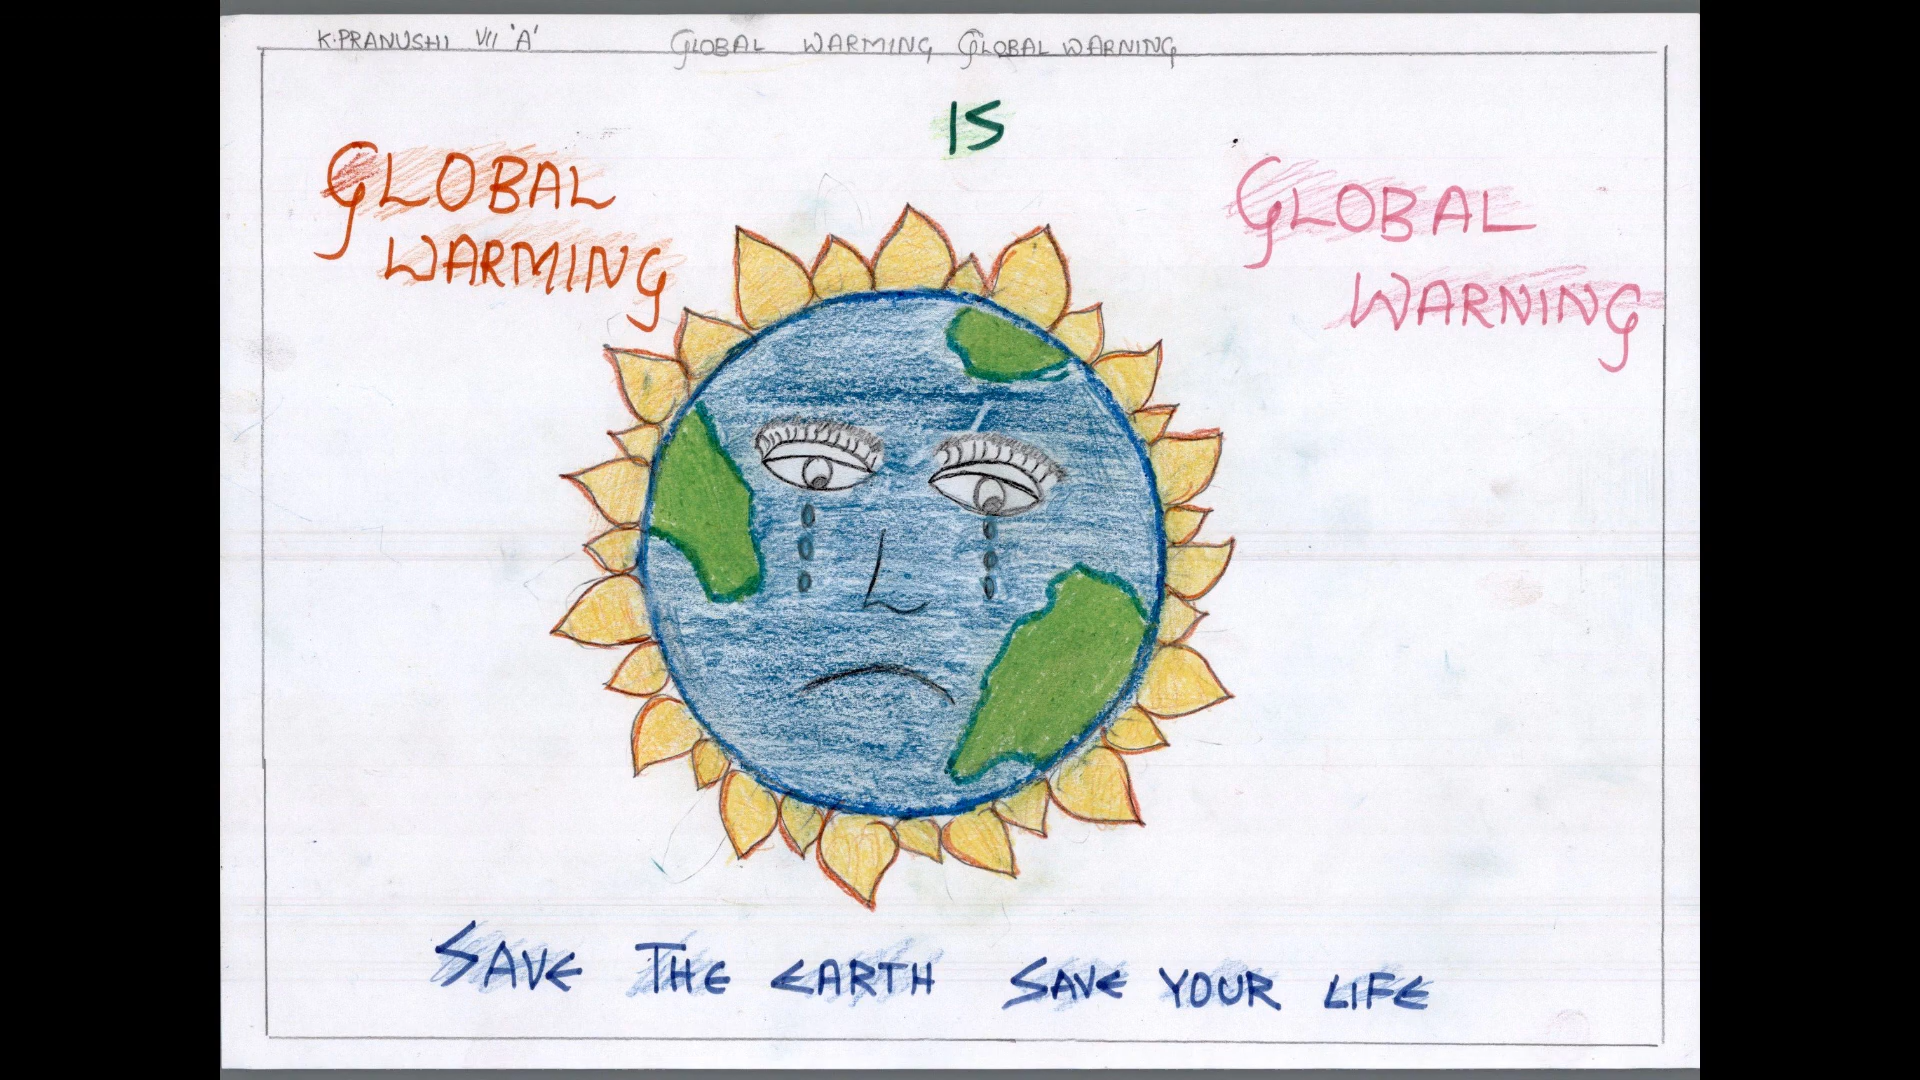 K.PRANUSHI VII 'A' GLOBAL WARMING GLOBAL WARNING
GLOBAL
WARMING
IS
GLOBAL
WARNING
SAVE THE EARTH SAVE YOUR LIFE